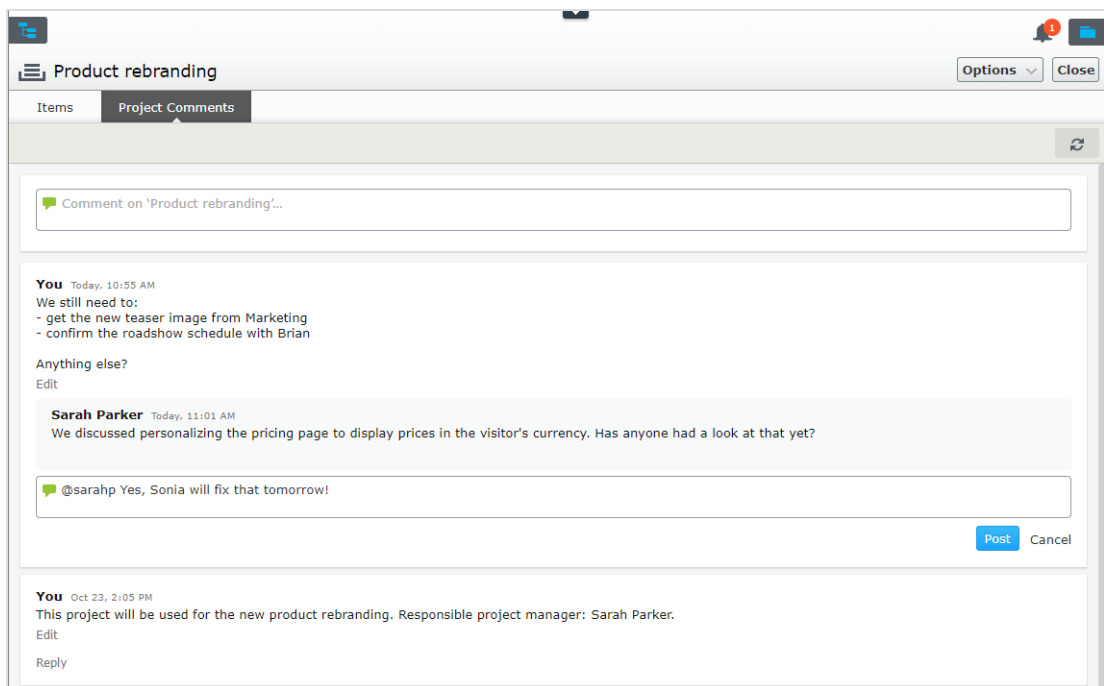 1
Product rebranding
Options
Close
Items
Project Comments
Comment on ‘Product rebranding’...
You Today, 10:55 AM
We still need to:
- get the new teaser image from Marketing
- confirm the roadshow schedule with Brian
Anything else?
Edit
Sarah Parker Today, 11:01 AM
We discussed personalizing the pricing page to display prices in the visitor's currency. Has anyone had a look at that yet?
@sarahp Yes, Sonia will fix that tomorrow!
Post Cancel
You Oct 23, 2:05 PM
This project will be used for the new product rebranding. Responsible project manager: Sarah Parker.
Edit
Reply